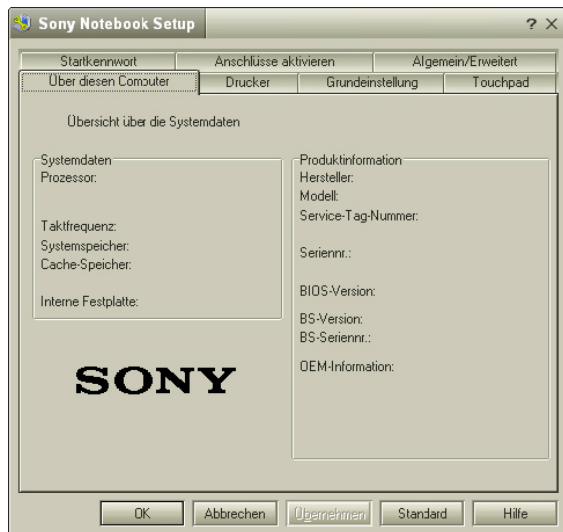 Sony Notebook Setup
Startkennwort
Anschlüsse aktivieren
Algemein/Erweitert
Über diesen Computer
Drucker
Grundeinstellung
Touchpad
Übersicht über die Systemdaten
Systemdaten
Prozessor:
Taktfrequenz:
Systemspeicher:
Cache-Speicher:
Interne Festplatte:
Produktinformation
Hersteller:
Modell:
Service-Tag-Nummer:
Seriennr.:
BIOS-Version:
BS-Version:
BS-Seriennr.:
OEM-Information:
SONY
OK
Abbrechen
Übernehmen
Standard
Hilfe